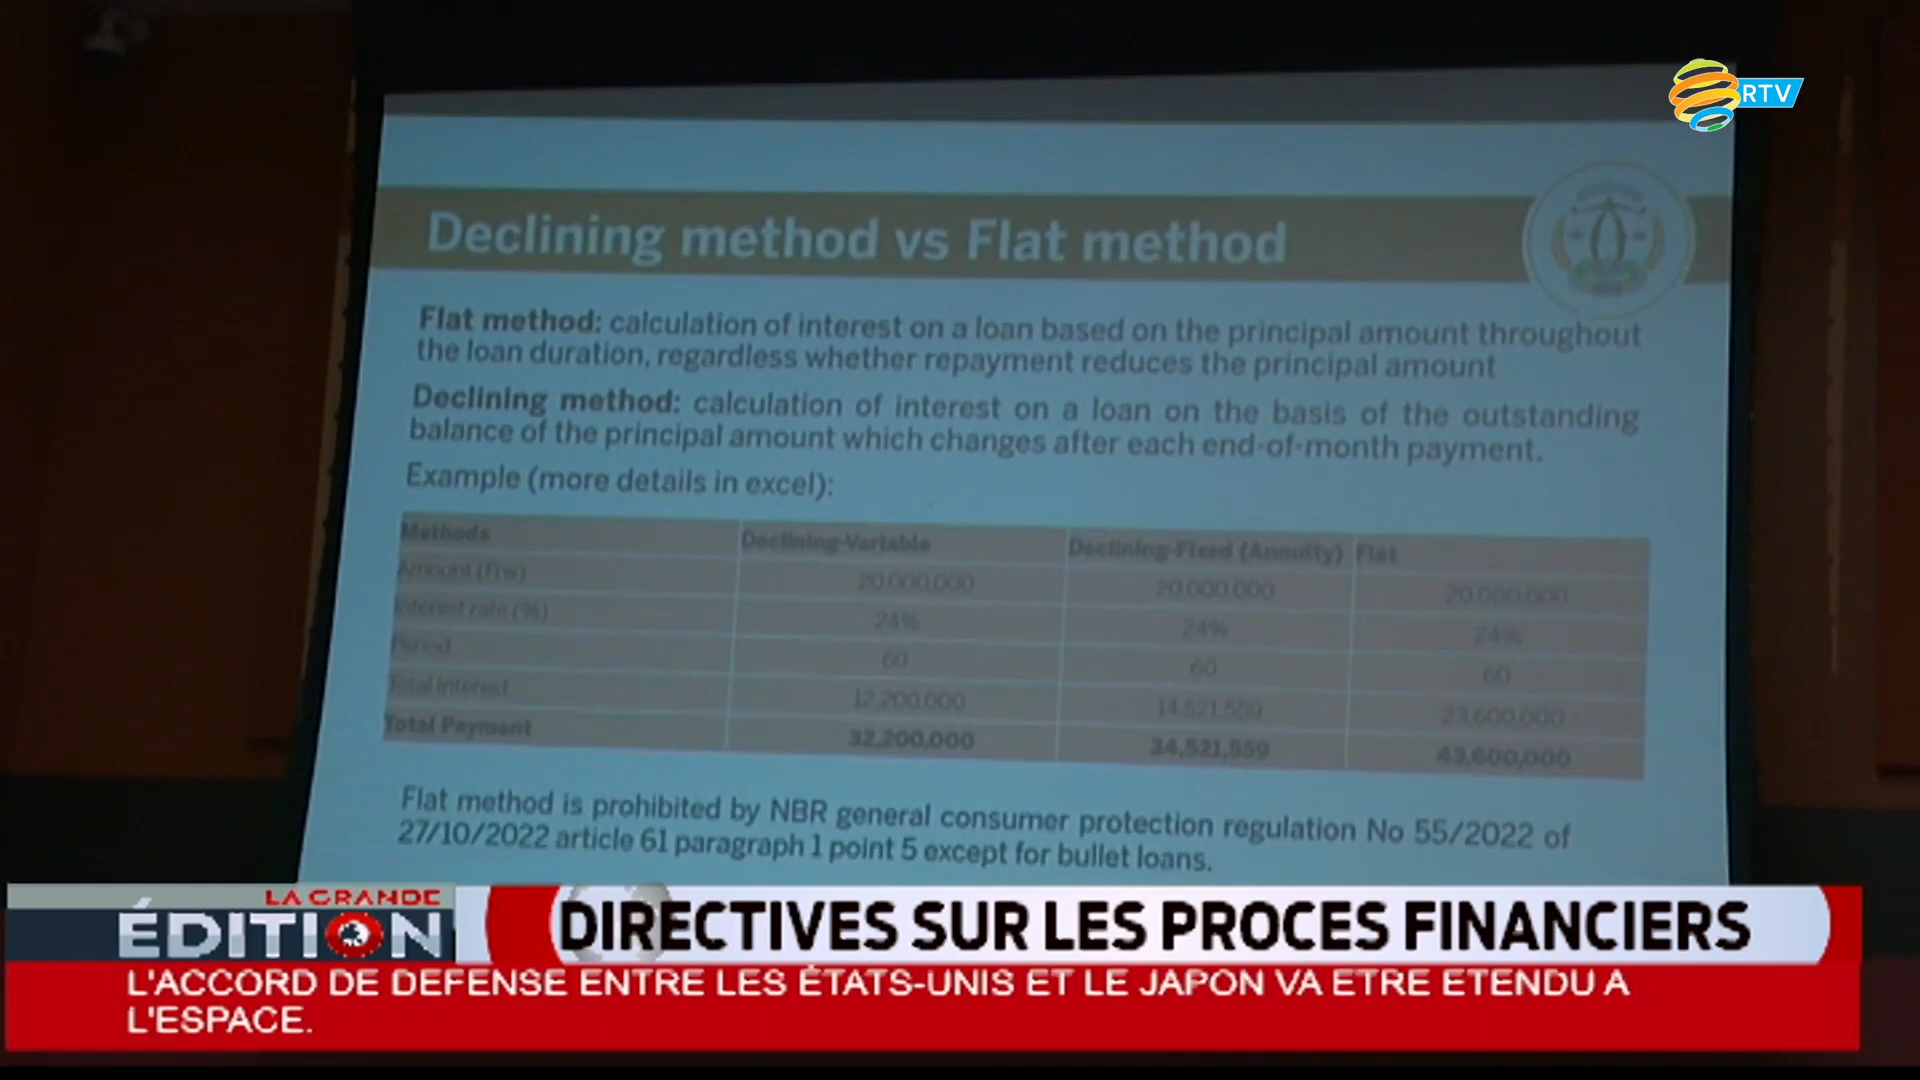 RTV
Declining method vs Flat method
Flat method: calculation of interest on a loan based on the principal amount throughout
the loan duration, regardless whether repayment reduces the principal amount
Declining method: calculation of interest on a loan on the basis of the outstanding
balance of the principal amount which changes after each end-of-month payment.
Example (more details in excel):
Methods Declining-Variable Declining-Fixed (Annuity) Flat
Amount (Frw) 20,000,000 20,000,000 20,000,000
Interest rate (%) 24% 24% 24%
Period 60 60 60
Total Interest 12,200,000 14,521,559 23,600,000
Total Payment 32,200,000 34,521,559 43,600,000
Flat method is prohibited by NBR general consumer protection regulation No 55/2022 of
27/10/2022 article 61 paragraph 1 point 5 except for bullet loans.
LA GRANDE
ÉDITION
DIRECTIVES SUR LES PROCES FINANCIERS
L'ACCORD DE DEFENSE ENTRE LES ÉTATS-UNIS ET LE JAPON VA ETRE ETENDU A
L'ESPACE.